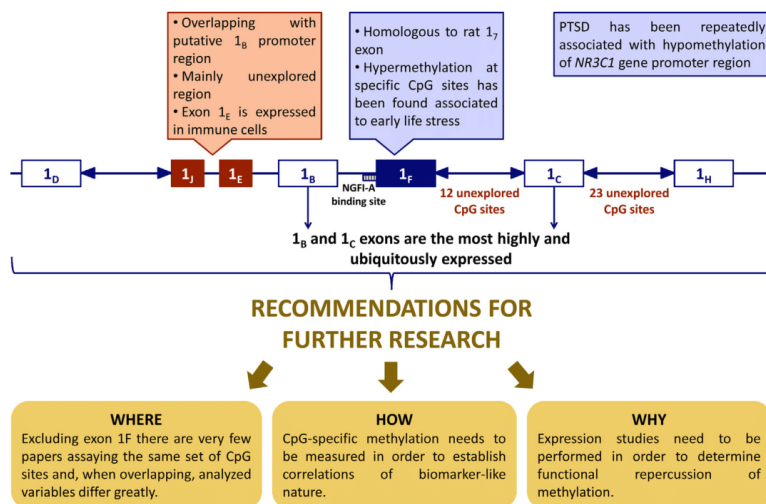 • Overlapping with
putative 1B promoter
region
• Mainly unexplored
region
• Exon 1E is expressed
in immune cells
• Homologous to rat 17
exon
• Hypermethylation at
specific CpG sites has
been found associated
to early life stress
PTSD has been repeatedly
associated with hypomethylation
of NR3C1 gene promoter region
1D
1J
1E
1B
1F
1C
1H
NGFI-A
binding site
12 unexplored
CpG sites
23 unexplored
CpG sites
1B and 1C exons are the most highly and
ubiquitously expressed
RECOMMENDATIONS FOR
FURTHER RESEARCH
WHERE
Excluding exon 1F there are very few
papers assaying the same set of CpG
sites and, when overlapping, analyzed
variables differ greatly.
HOW
CpG-specific methylation needs to
be measured in order to establish
correlations of biomarker-like
nature.
WHY
Expression studies need to be
performed in order to determine
functional repercussion of
methylation.